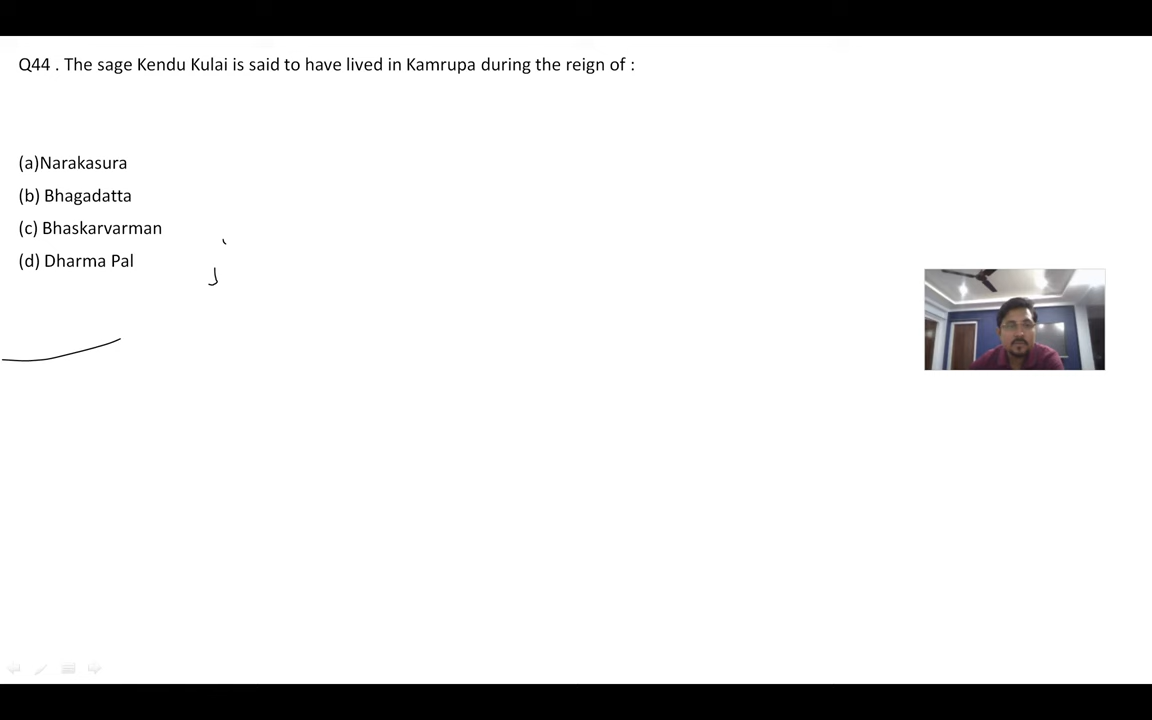 Q44 . The sage Kendu Kulai is said to have lived in Kamrupa during the reign of :
(a)Narakasura
(b) Bhagadatta
(c) Bhaskarvarman
(d) Dharma Pal